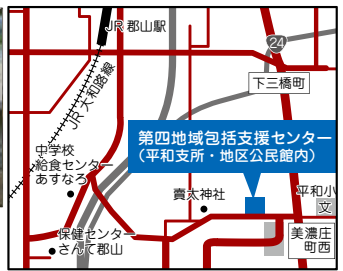 JR郡山駅
24
JR大和路線
下三橋町
第四地域包括支援センター
(平和支所・地区公民館内)
中学校
給食センター
あすなろ
賣太神社
平和小
文
保健センター
さんて郡山
美濃庄
町西